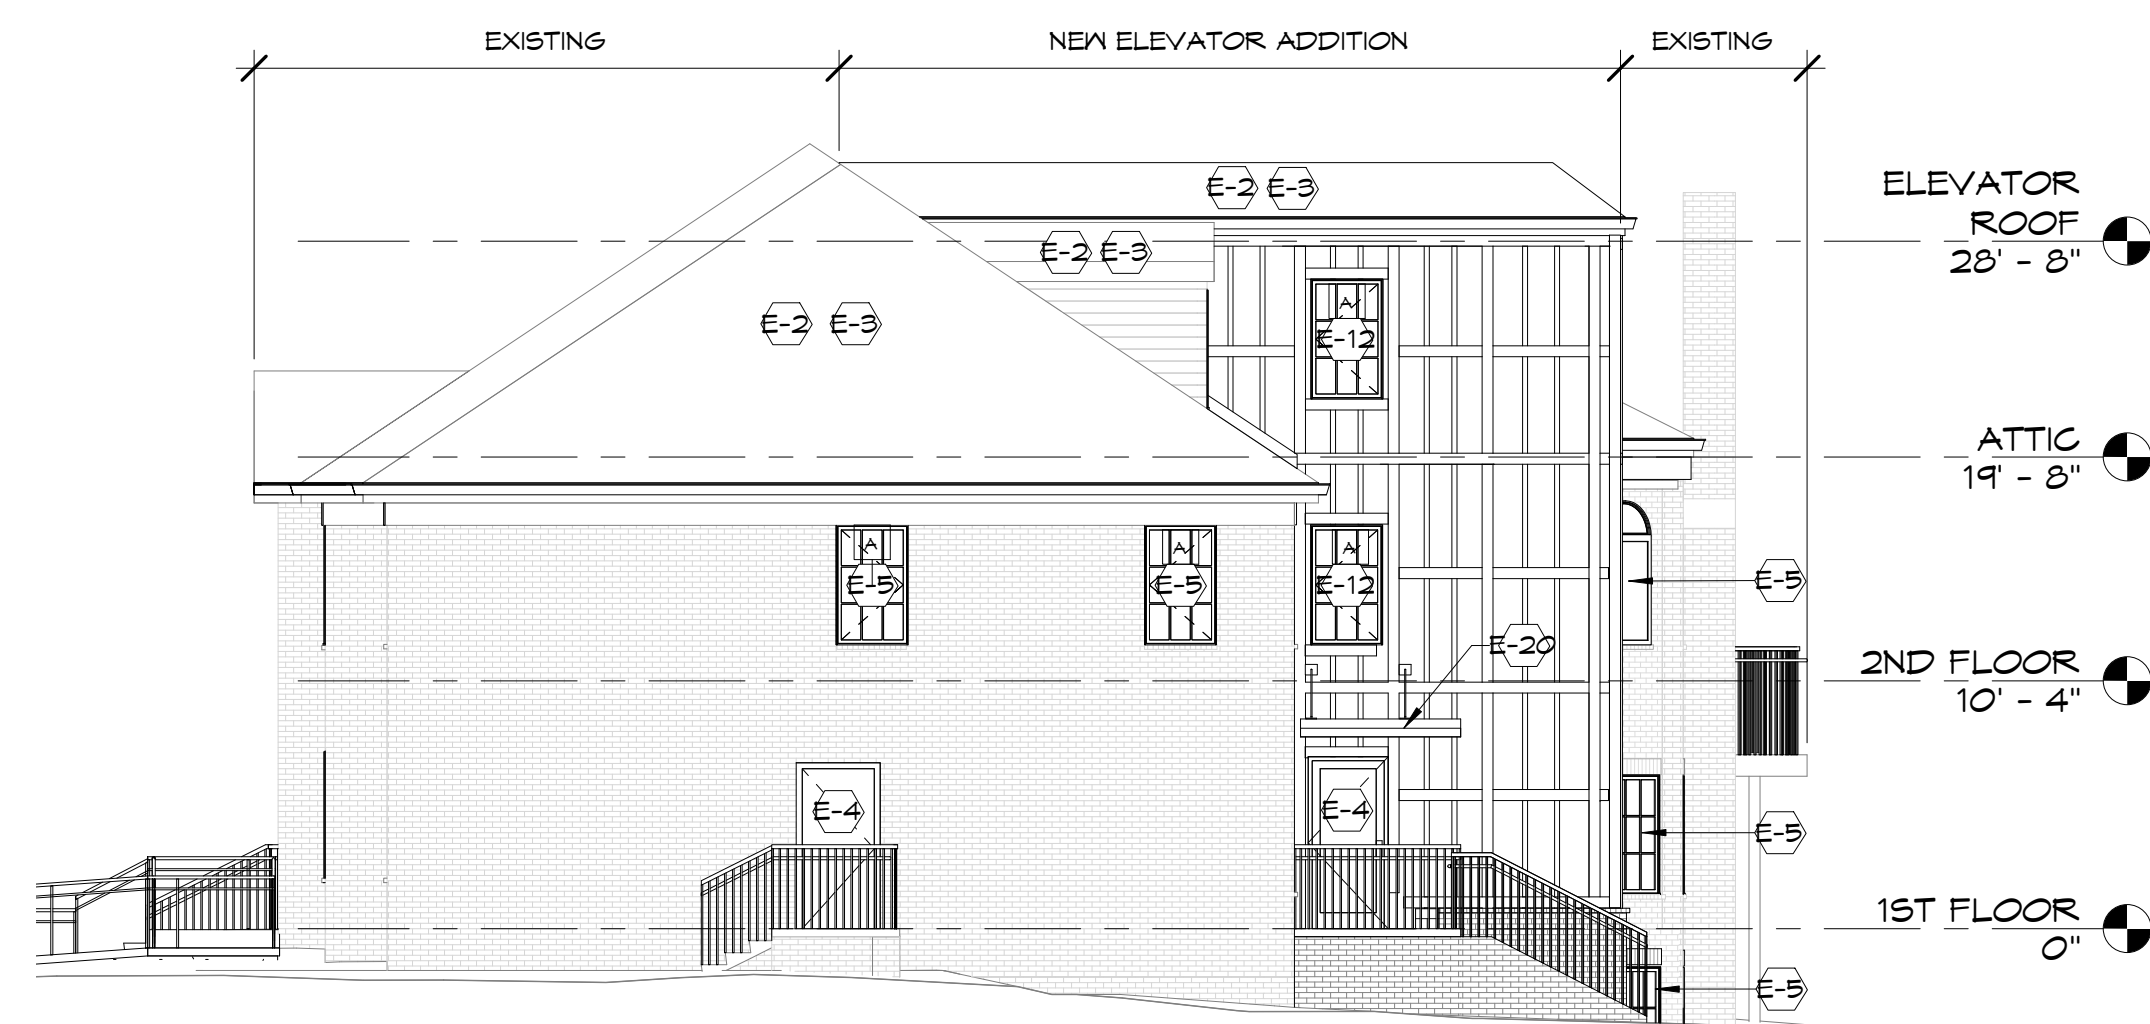 EXISTING
NEW ELEVATOR ADDITION
EXISTING
E-2 E-3
ELEVATOR
ROOF
28' - 8"
E-2 E-3
E-2 E-3
A
E-12
ATTIC
19' - 8"
A
E-5
A
E-5
A
E-12
E-5
E-20
2ND FLOOR
10' - 4"
E-4
E-4
E-5
1ST FLOOR
0"
E-5